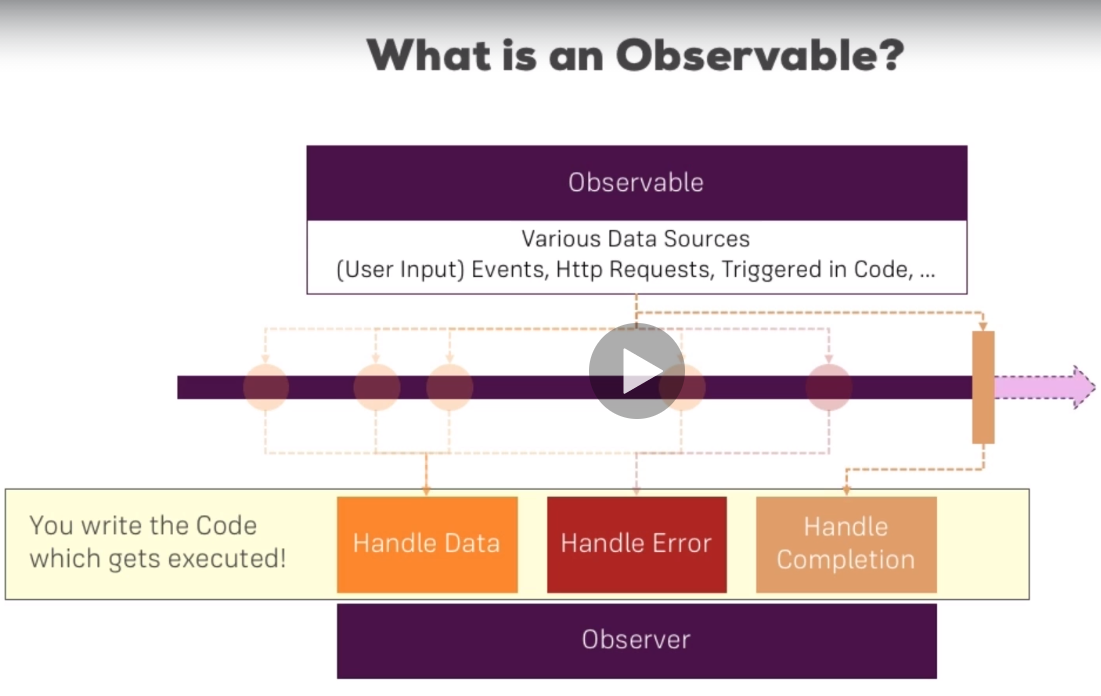 What is an Observable?
Observable
Various Data Sources
(User Input) Events, Http Requests, Triggered in Code, ...
You write the Code
which gets executed!
Handle Data
Handle Error
Handle
Completion
Observer